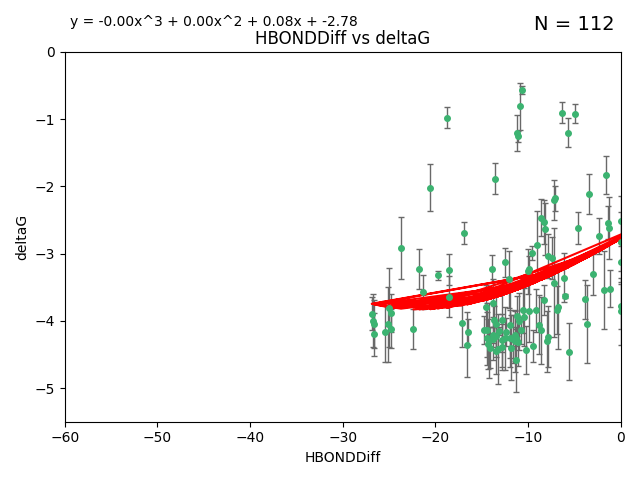 y = -0.00x^3 + 0.00x^2 + 0.08x + -2.78
N = 112
HBONDDiff vs deltaG
0
−1
−2
−3
−4
−5
deltaG
−60 −50 −40 −30 −20 −10 0
HBONDDiff